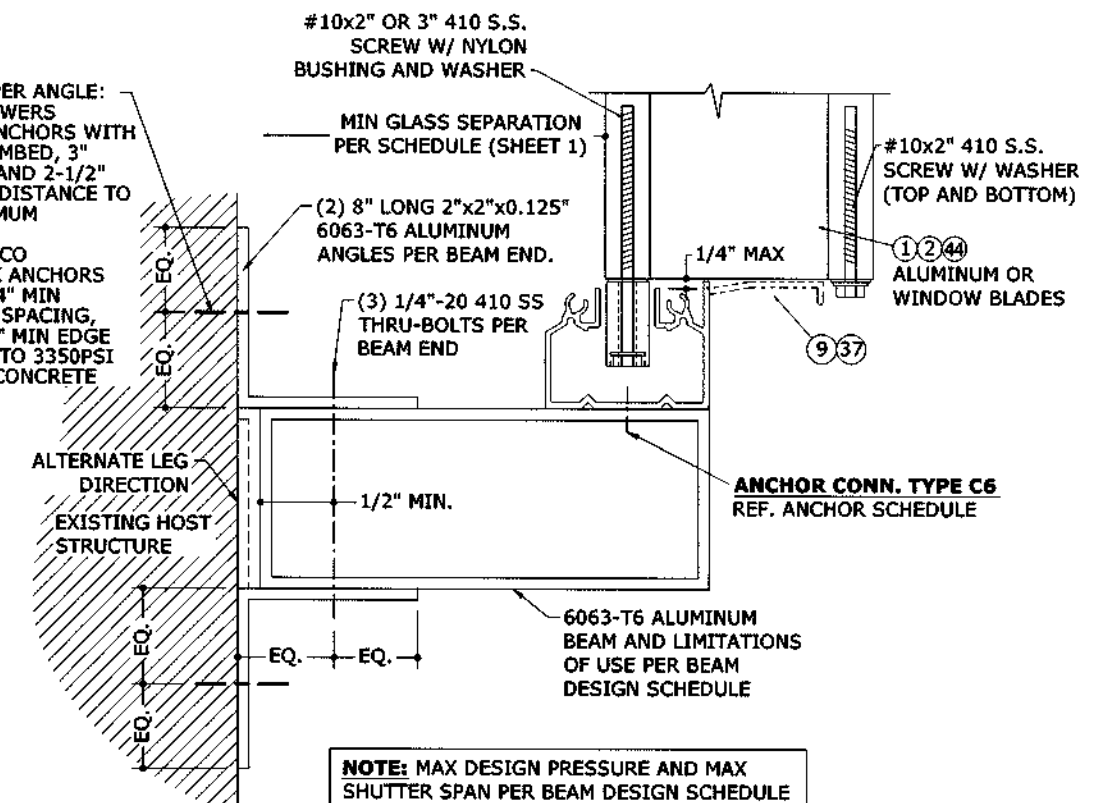 #10x2" OR 3" 410 S.S.
SCREW W/ NYLON
BUSHING AND WASHER
PER ANGLE:
NCHORS WITH
MBED, 3"
AND 2-1/2"
DISTANCE TO
MUM
CO
ANCHORS
4" MIN
SPACING,
" MIN EDGE
TO 3350PSI
CONCRETE
MIN GLASS SEPARATION
PER SCHEDULE (SHEET 1)
#10x2" 410 S.S.
SCREW W/ WASHER
(TOP AND BOTTOM)
(2) 8" LONG 2"x2"x0.125"
6063-T6 ALUMINUM
ANGLES PER BEAM END.
1/4" MAX
1 2 44
ALUMINUM OR
WINDOW BLADES
(3) 1/4"-20 410 SS
THRU-BOLTS PER
BEAM END
9 37
EQ.
EQ.
ALTERNATE LEG
DIRECTION
1/2" MIN.
ANCHOR CONN. TYPE C6
REF. ANCHOR SCHEDULE
EXISTING HOST
STRUCTURE
6063-T6 ALUMINUM
BEAM AND LIMITATIONS
OF USE PER BEAM
DESIGN SCHEDULE
EQ.
EQ.
EQ.
EQ.
NOTE: MAX DESIGN PRESSURE AND MAX
SHUTTER SPAN PER BEAM DESIGN SCHEDULE